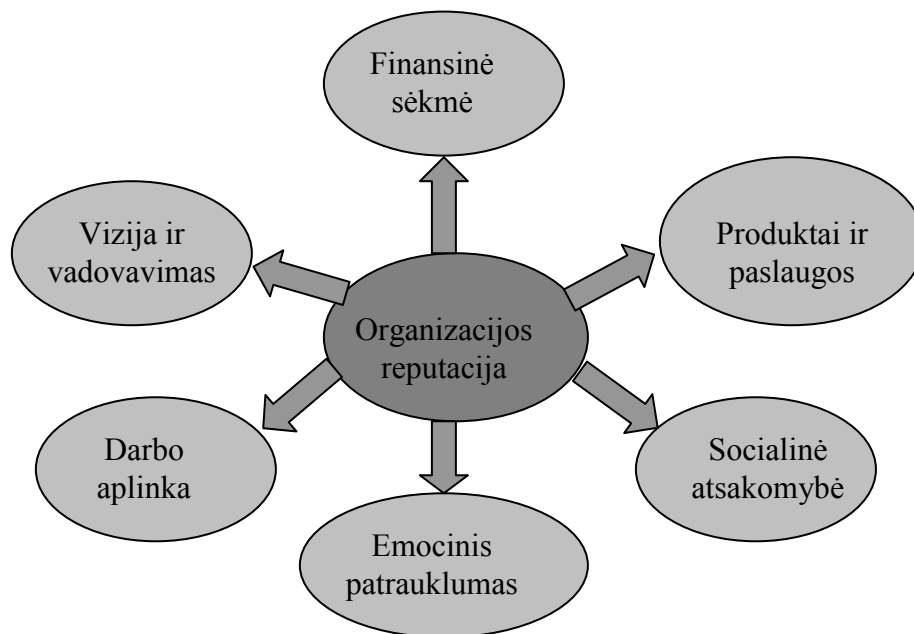 Finansinė
sėkmė
Vizija ir
vadovavimas
Produktai ir
paslaugos
Organizacijos
reputacija
Darbo
aplinka
Socialinė
atsakomybė
Emocinis
patrauklumas